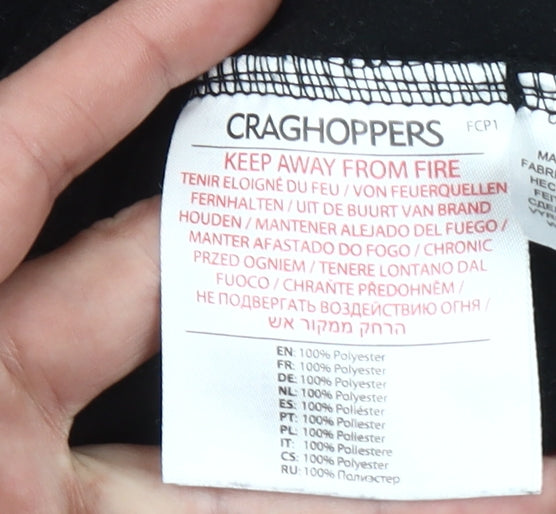 CRAGHOPPERS FCP1
KEEP AWAY FROM FIRE
TENIR ELOIGNÉ DU FEU / VON FEUERQUELLEN
FERNHALTEN / UIT DE BUURT VAN BRAND
HOUDEN / MANTENER ALEJADO DEL FUEGO /
MANTER AFASTADO DO FOGO / CHRONIC
PRZED OGNIEM / TENERE LONTANO DAL
FUOCO / CHRAŇTE PŘEDOHNĚM /
НЕ ПОДВЕРГАТЬ ВОЗДЕЙСТВИЮ ОГНЯ /
הרחק ממקור אש
EN: 100% Polyester
FR: 100% Polyester
DE: 100% Polyester
NL: 100% Polyester
ES: 100% Poliéster
PT: 100% Poliester
PL: 100% Poliester
IT: 100% Poliestere
CS: 100% Polyester
RU: 100% Полиэстер
MA
FABRI